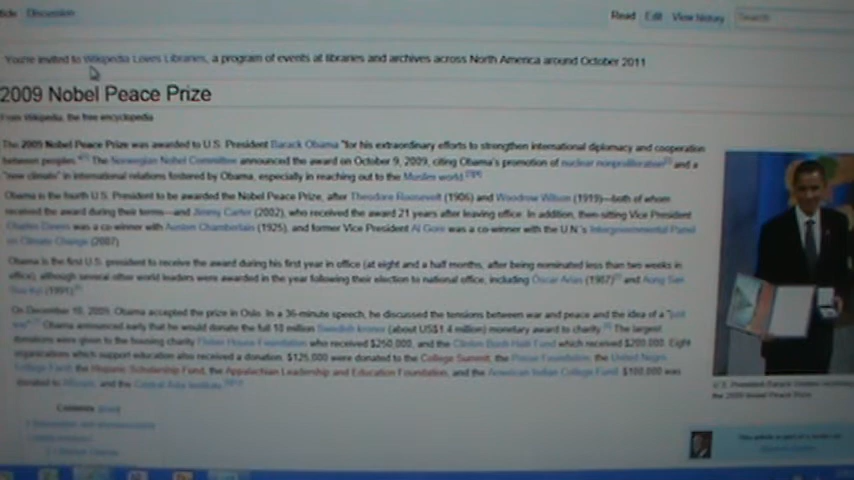 Discussion
Read Edit View history Search
You're invited to Wikipedia Loves Libraries, a program of events at libraries and archives across North America around October 2011
2009 Nobel Peace Prize
From Wikipedia, the free encyclopedia
The 2009 Nobel Peace Prize was awarded to U.S. President Barack Obama "for his extraordinary efforts to strengthen international diplomacy and cooperation
between peoples." The Norwegian Nobel Committee announced the award on October 9, 2009, citing Obama's promotion of nuclear nonproliferation and a
"new climate" in international relations fostered by Obama, especially in reaching out to the Muslim world.
Obama is the fourth U.S. President to be awarded the Nobel Peace Prize, after Theodore Roosevelt (1906) and Woodrow Wilson (1919)—both of whom
received the award during their terms—and Jimmy Carter (2002), who received the award 21 years after leaving office. In addition, then-sitting Vice President
Charles Dawes was a co-winner with Austen Chamberlain (1925), and former Vice President Al Gore was a co-winner with the U.N.'s Intergovernmental Panel
on Climate Change (2007)
Obama is the first U.S. president to receive the award during his first year in office (at eight and a half months, after being nominated less than two weeks in
office), although several other world leaders were awarded in the year following their election to national office, including Óscar Arias (1987) and Aung San
Suu Kyi (1991)
On December 10, 2009, Obama accepted the prize in Oslo. In a 36-minute speech, he discussed the tensions between war and peace and the idea of a "just
war" Obama announced early that he would donate the full 10 million Swedish kronor (about US$1.4 million) monetary award to charity. The largest
donations were given to the housing charity Fisher House Foundation who received $250,000, and the Clinton Bush Haiti Fund which received $200,000. Eight
organizations which support education also received a donation. $125,000 were donated to the College Summit, the Posse Foundation, the United Negro
College Fund, the Hispanic Scholarship Fund, the Appalachian Leadership and Education Foundation, and the American Indian College Fund. $100,000 was
donated to and the Central Asia Institute.
Contents
U.S. President Barack Obama
the 2009 Nobel Peace Prize
This article is part of a series on